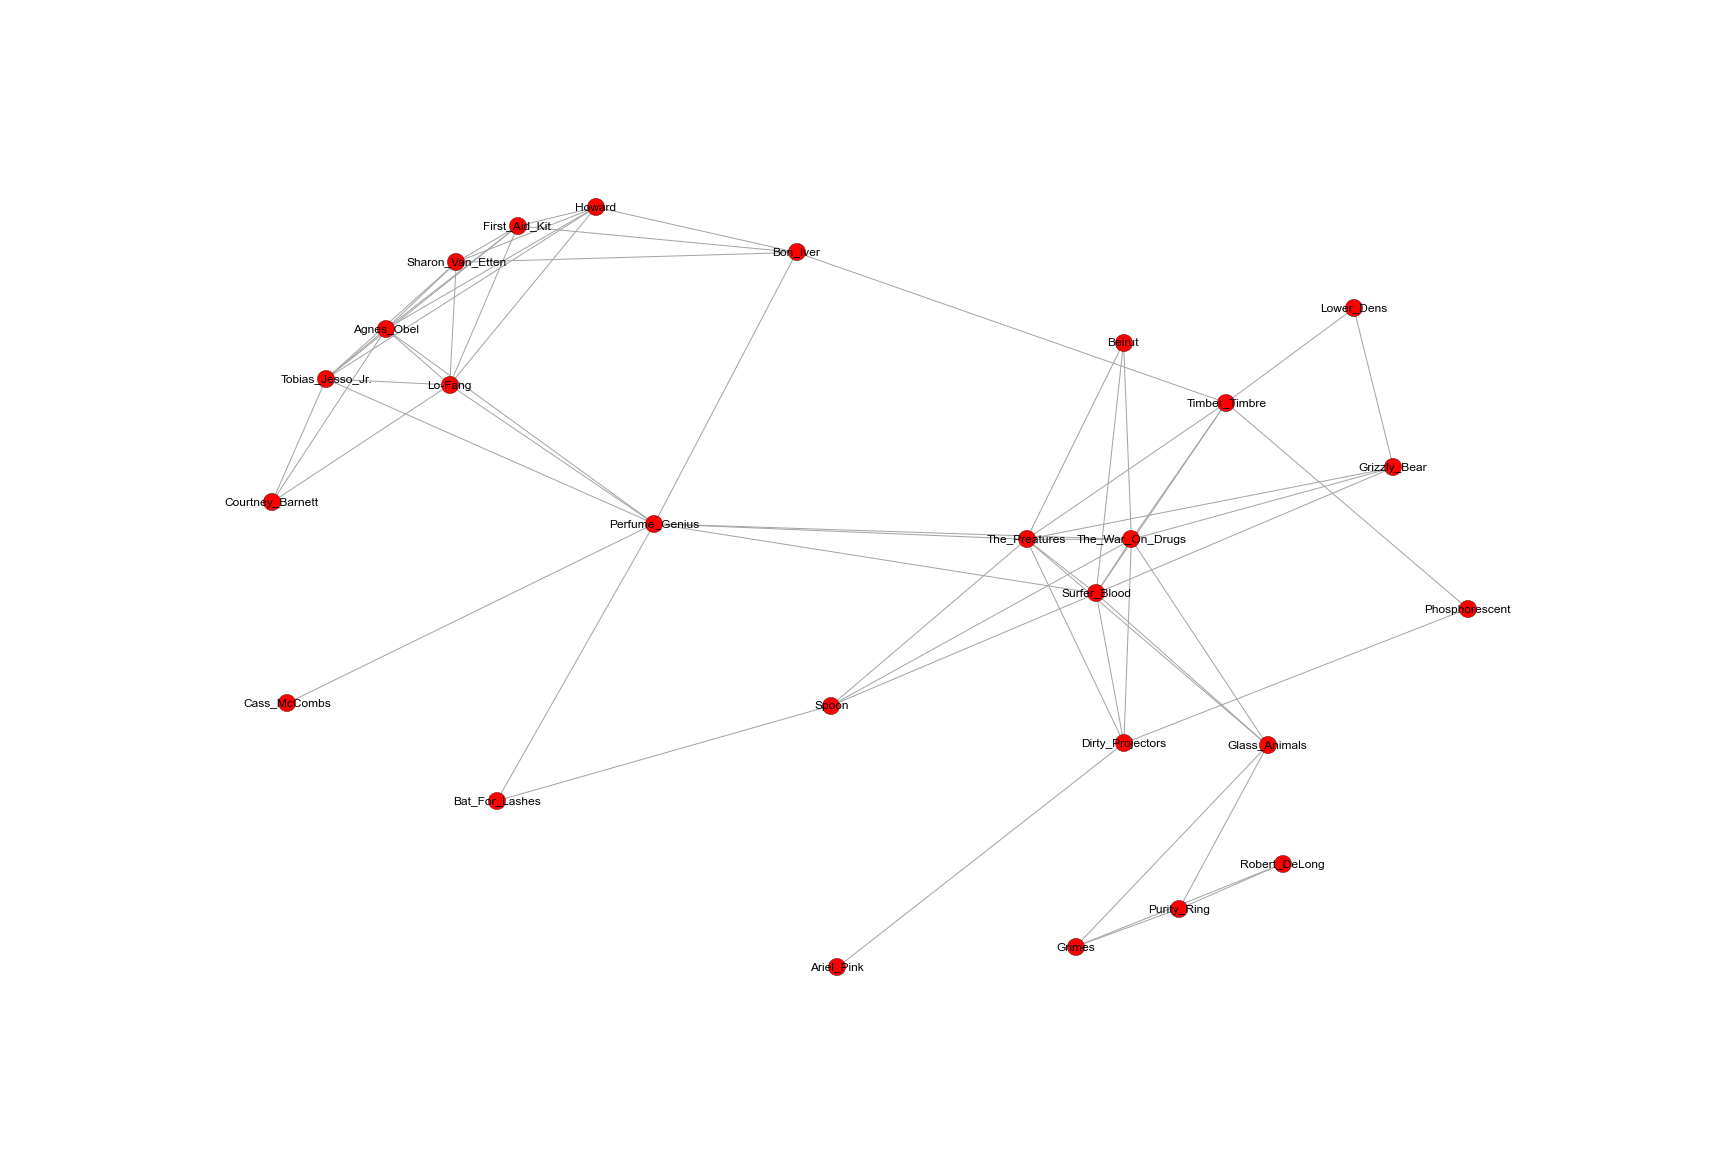 Howard
First_Aid_Kit
Bon_Iver
Sharon_Van_Etten
Lower_Dens
Agnes_Obel
Beirut
Tobias_Jesso_Jr.
Lo-Fang
Timber_Timbre
Grizzly_Bear
Courtney_Barnett
Perfume_Genius
The_Preatures
The_War_On_Drugs
Surfer_Blood
Phosphorescent
Cass_McCombs
Spoon
Dirty_Projectors
Glass_Animals
Bat_For_Lashes
Robert_DeLong
Purity_Ring
Grimes
Ariel_Pink